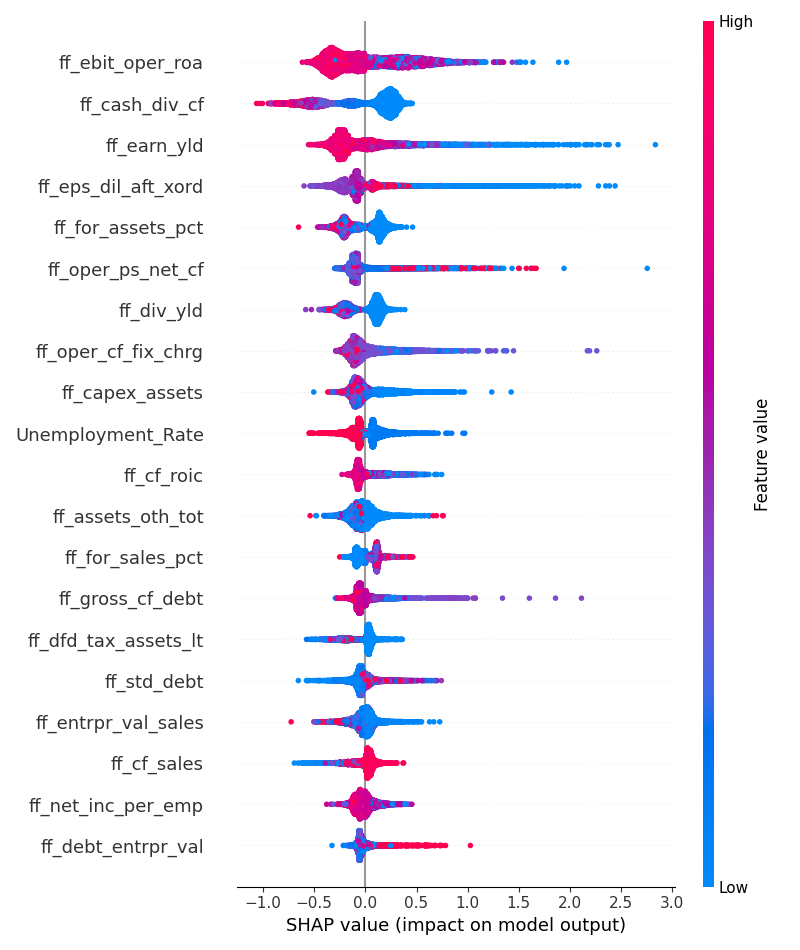 High
ff_ebit_oper_roa
ff_cash_div_cf
ff_earn_yld
ff_eps_dil_aft_xord
ff_for_assets_pct
ff_oper_ps_net_cf
ff_div_yld
ff_oper_cf_fix_chrg
ff_capex_assets
Unemployment_Rate
ff_cf_roic
ff_assets_oth_tot
ff_for_sales_pct
ff_gross_cf_debt
ff_dfd_tax_assets_lt
ff_std_debt
ff_entrpr_val_sales
ff_cf_sales
ff_net_inc_per_emp
ff_debt_entrpr_val
Feature value
Low
−1.0 −0.5 0.0 0.5 1.0 1.5 2.0 2.5 3.0
SHAP value (impact on model output)